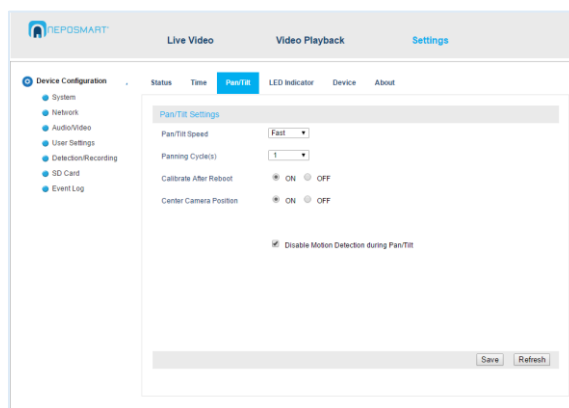 NEPOSMART
Live Video Video Playback Settings
Device Configuration
System
Network
Audio/Video
User Settings
Detection/Recording
SD Card
Event Log
Status Time Pan/Tilt LED Indicator Device About
Pan/Tilt Settings
Pan/Tilt Speed Fast
Panning Cycle(s) 1
Calibrate After Reboot ON OFF
Center Camera Position ON OFF
Disable Motion Detection during Pan/Tilt
Save Refresh